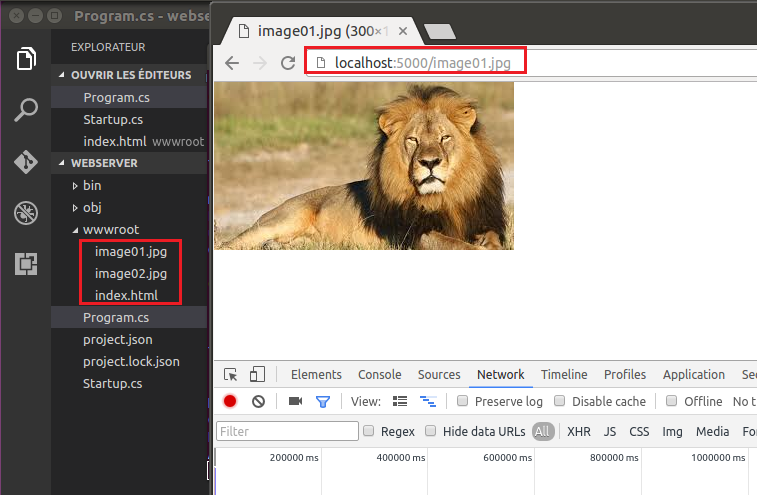 Program.cs - webse
EXPLORATEUR
OUVRIR LES ÉDITEURS
Program.cs
Startup.cs
index.html wwwroot
WEBSERVER
bin
obj
wwwroot
image01.jpg
image02.jpg
index.html
Program.cs
project.json
project.lock.json
Startup.cs
image01.jpg (300×1
localhost:5000/image01.jpg
Elements Console Sources Network Timeline Profiles Application Sec
View: Preserve log Disable cache Offline No t
Filter Regex Hide data URLs All XHR JS CSS Img Media Fo
200000 ms 400000 ms 600000 ms 800000 ms 1000000 ms